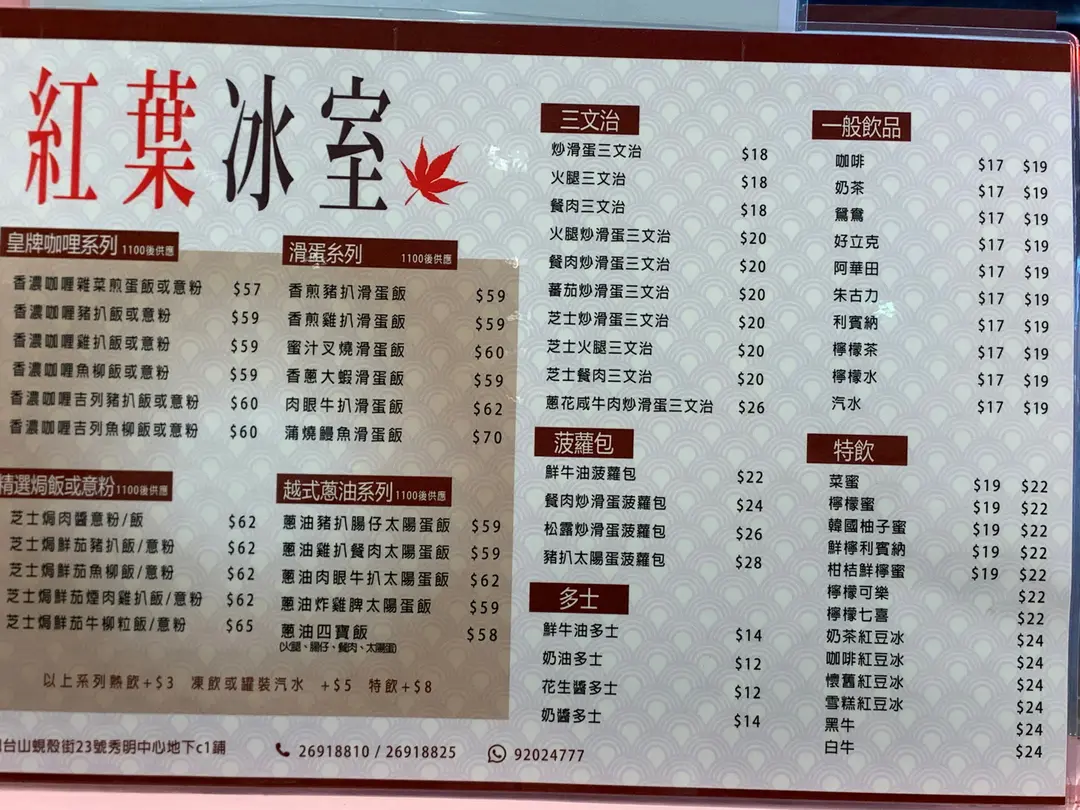 紅葉冰室
皇牌咖哩系列 1100後供應
香濃咖喱雜菜煎蛋飯或意粉 $57
香濃咖喱豬扒飯或意粉 $59
香濃咖喱雞扒飯或意粉 $59
香濃咖喱魚柳飯或意粉 $59
香濃咖喱吉列豬扒飯或意粉 $60
香濃咖喱吉列魚柳飯或意粉 $60
精選焗飯或意粉 1100後供應
芝士焗肉醬意粉/飯 $62
芝士焗鮮茄豬扒飯/意粉 $62
芝士焗鮮茄魚柳飯/意粉 $62
芝士焗鮮茄煙肉雞扒飯/意粉 $62
芝士焗鮮茄牛柳粒飯/意粉 $65
滑蛋糸列 1100後供應
香煎豬扒滑蛋飯 $59
香煎雞扒滑蛋飯 $59
蜜汁叉燒滑蛋飯 $60
香蔥大蝦滑蛋飯 $59
肉眼牛扒滑蛋飯 $62
蒲燒鰻魚滑蛋飯 $70
越式蔥油系列 1100後供應
蔥油豬扒腸仔太陽蛋飯 $59
蔥油雞扒餐肉太陽蛋飯 $59
蔥油肉眼牛扒太陽蛋飯 $62
蔥油炸雞脾太陽蛋飯 $59
蔥油四寶飯 $58
(火腿、腸仔、餐肉、太陽蛋)
以上系列熱飲+$3 凍飲或罐裝汽水 +$5 特飲+$8
三文治
炒滑蛋三文治 $18
火腿三文治 $18
餐肉三文治 $18
火腿炒滑蛋三文治 $20
餐肉炒滑蛋三文治 $20
蕃茄炒滑蛋三文治 $20
芝士炒滑蛋三文治 $20
芝士火腿三文治 $20
芝士餐肉三文治 $20
蔥花咸牛肉炒滑蛋三文治 $26
菠蘿包
鮮牛油菠蘿包 $22
餐肉炒滑蛋菠蘿包 $24
松露炒滑蛋菠蘿包 $26
豬扒太陽蛋菠蘿包 $28
多士
鮮牛油多士 $14
奶油多士 $12
花生醬多士 $12
奶醬多士 $14
一般飲品
咖啡 $17 $19
奶茶 $17 $19
鴛鴦 $17 $19
好立克 $17 $19
阿華田 $17 $19
朱古力 $17 $19
利賓納 $17 $19
檸檬茶 $17 $19
檸檬水 $17 $19
汽水 $17 $19
特飲
菜蜜 $19 $22
檸檬蜜 $19 $22
韓國柚子蜜 $19 $22
鮮檸利賓納 $19 $22
柑桔鮮檸蜜 $19 $22
檸檬可樂 $22
檸檬七喜 $22
奶茶紅豆冰 $24
咖啡紅豆冰 $24
懷舊紅豆冰 $24
雪糕紅豆冰 $24
黑牛 $24
白牛 $24
台山蜆殼街23號秀明中心地下c1鋪 26918810 / 26918825 92024777